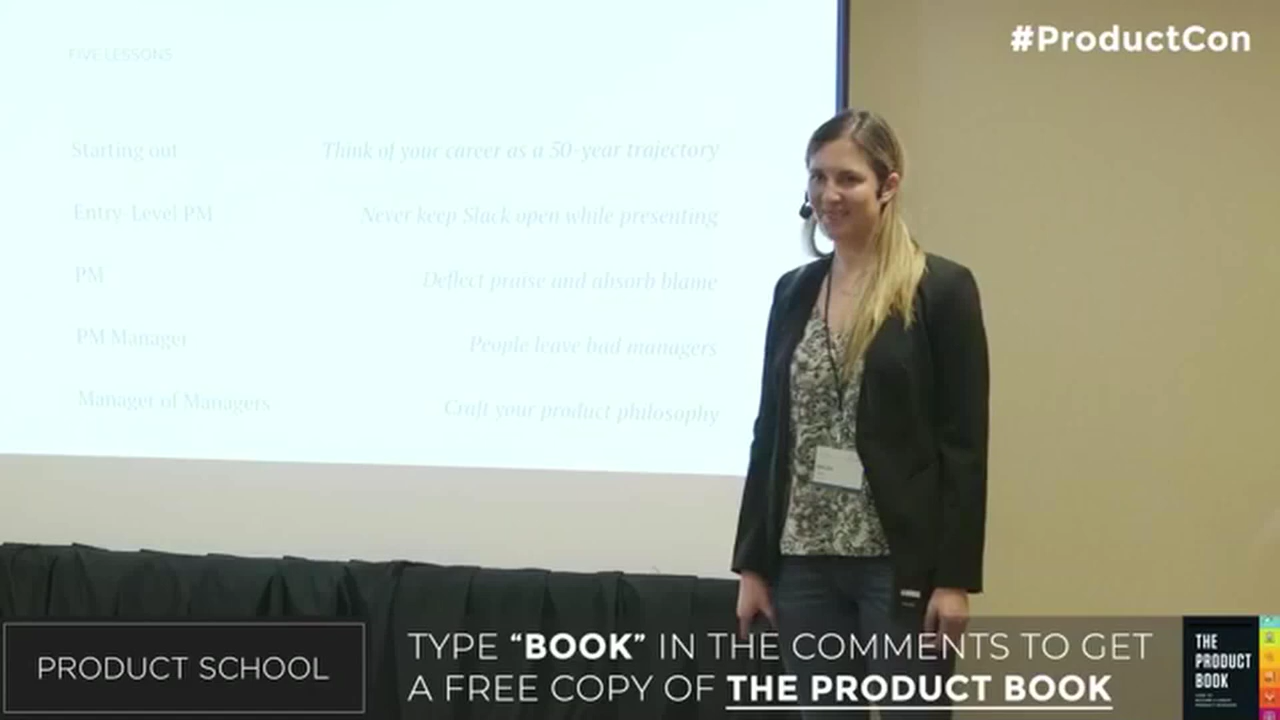 #ProductCon
FIVE LESSONS
Starting out Think of your career as a 50-year trajectory
Entry-Level PM Never keep Slack open while presenting
PM Deflect praise and absorb blame
PM Manager People leave bad managers
Manager of Managers Craft your product philosophy
PRODUCT SCHOOL
TYPE “BOOK” IN THE COMMENTS TO GET
A FREE COPY OF THE PRODUCT BOOK
THE
PRODUCT
BOOK